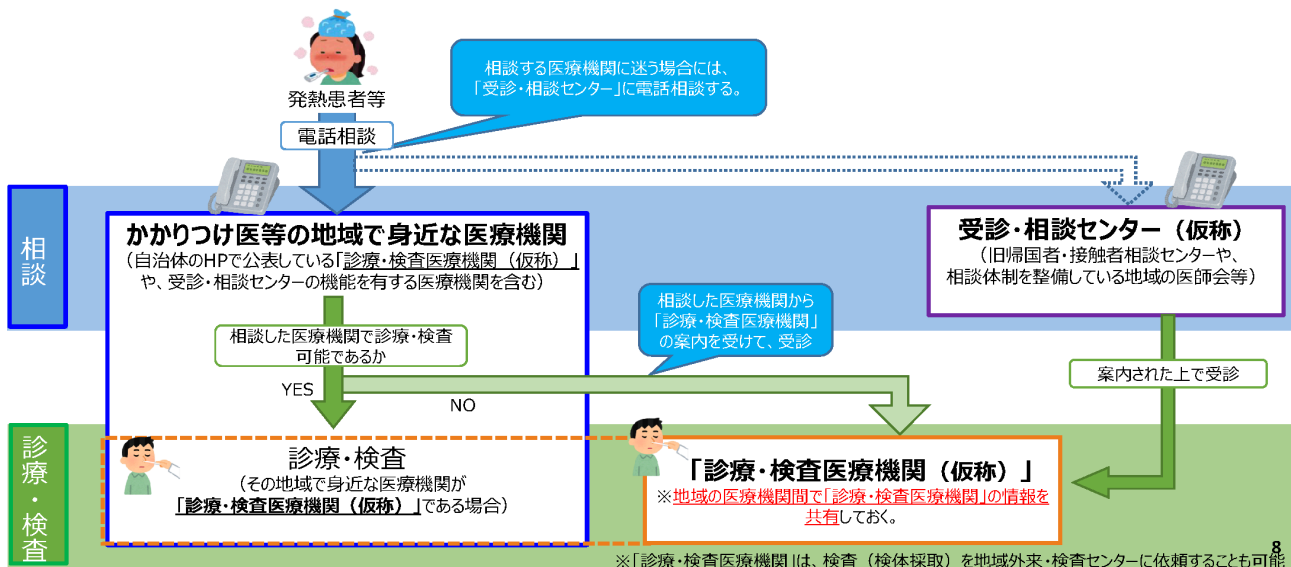 相談する医療機関に迷う場合には、
「受診・相談センター」に電話相談する。
発熱患者等
電話相談
相談
かかりつけ医等の地域で身近な医療機関
(自治体のHPで公表している「診療・検査医療機関（仮称）」
や、受診・相談センターの機能を有する医療機関を含む)
受診・相談センター（仮称）
（旧帰国者・接触者相談センターや、
相談体制を整備している地域の医師会等）
相談した医療機関から
「診療・検査医療機関」
の案内を受けて、受診
相談した医療機関で診療・検査
可能であるか
案内された上で受診
YES
NO
診療・検査
診療・検査
(その地域で身近な医療機関が
「診療・検査医療機関（仮称）」である場合)
「診療・検査医療機関（仮称）」
※地域の医療機関間で「診療・検査医療機関」の情報を
共有しておく。
※「診療・検査医療機関」は、検査（検体採取）を地域外来・検査センターに依頼することも可能
8